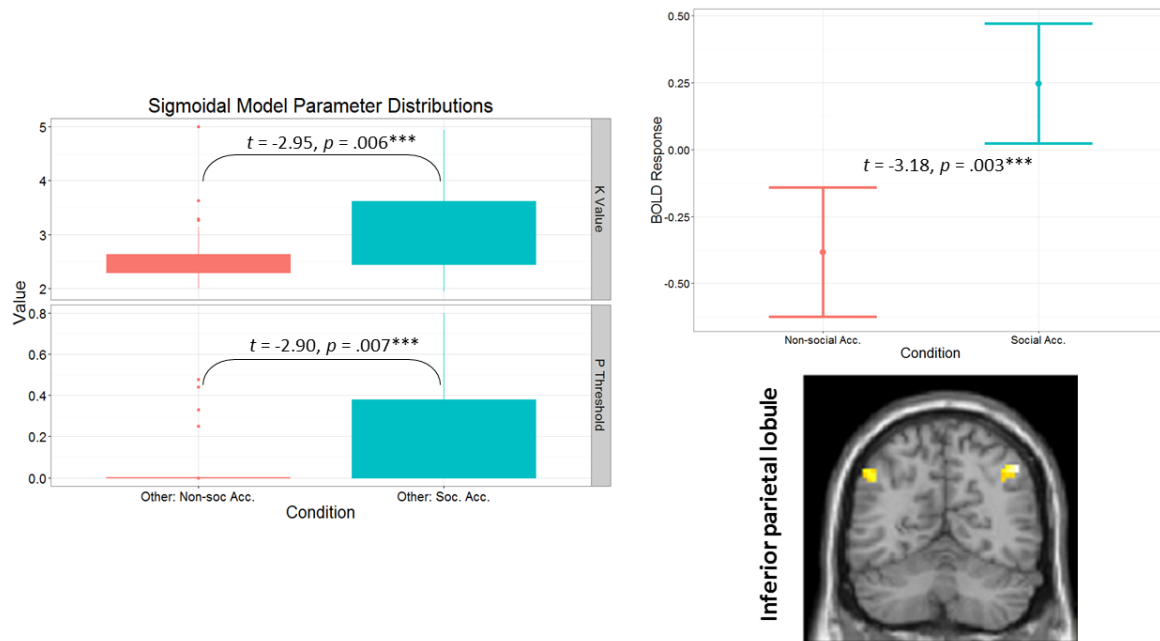 Sigmoidal Model Parameter Distributions
5
4
3
2
t = -2.95, p = .006***
K Value
Value
0.8
0.6
0.4
0.2
0.0
t = -2.90, p = .007***
P Threshold
Other: Non-soc Acc.
Other: Soc. Acc.
Condition
0.50
0.25
0.00
-0.25
-0.50
BOLD Response
t = -3.18, p = .003***
Non-social Acc.
Social Acc.
Condition
Inferior parietal lobule